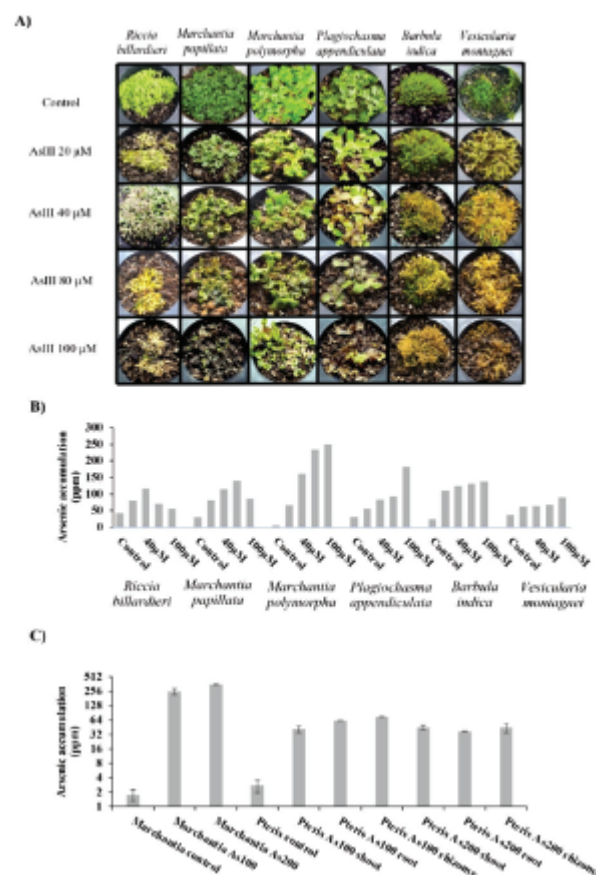 A)
Riccia billardieri
Marchantia papillata
Marchantia polymorpha
Plagiochasma appendiculata
Barbula indica
Vesicularia montagnei
Control
AsIII 20 µM
AsIII 40 µM
AsIII 80 µM
AsIII 100 µM
B)
Arsenic accumulation (ppm)
300
250
200
150
100
50
0
Control 40µM 100µM Control 40µM 100µM Control 40µM 100µM Control 40µM 100µM Control 40µM 100µM Control 40µM 100µM
Riccia billardieri
Marchantia papillata
Marchantia polymorpha
Plagiochasma appendiculata
Barbula indica
Vesicularia montagnei
C)
Arsenic accumulation (ppm)
512
256
128
64
32
16
8
4
2
1
Marchantia control
Marchantia As100
Marchantia As200
Pteris control
Pteris As100 shoot
Pteris As100 root
Pteris As100 rhizome
Pteris As200 shoot
Pteris As200 root
Pteris As200 rhizome